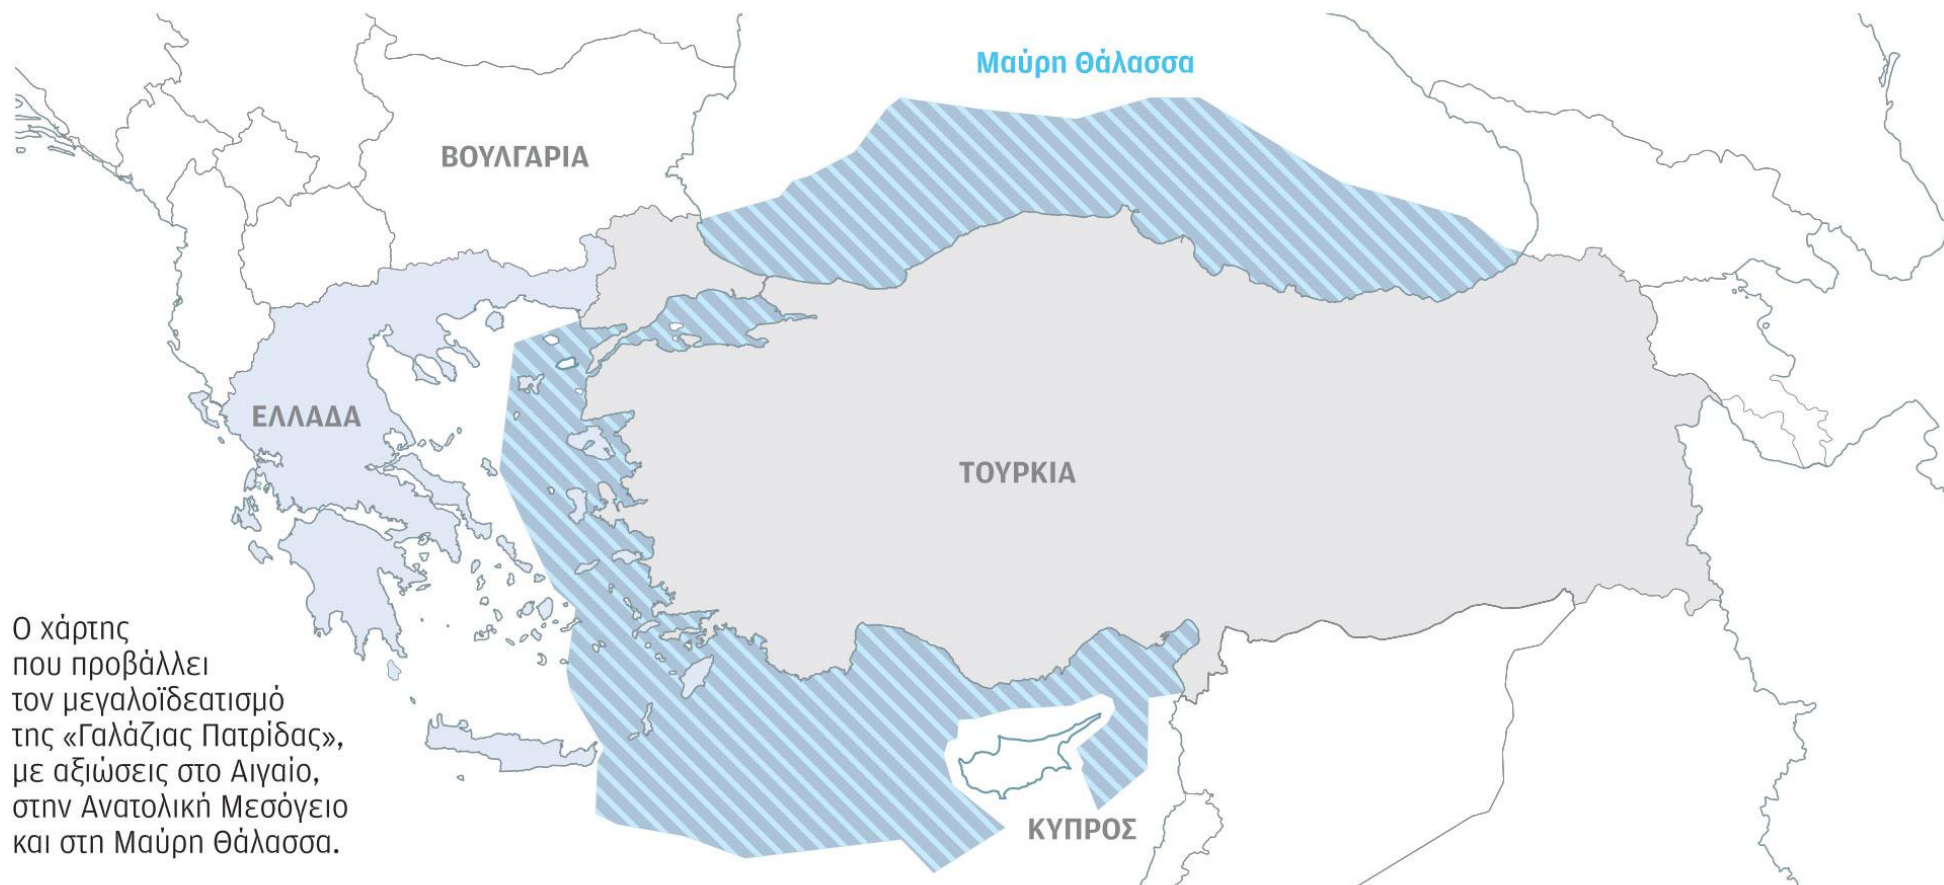 Μαύρη Θάλασσα
ΒΟΥΛΓΑΡΙΑ
ΕΛΛΑΔΑ
ΤΟΥΡΚΙΑ
ΚΥΠΡΟΣ
Ο χάρτης
που προβάλλει
τον μεγαλοϊδεατισμό
της «Γαλάζιας Πατρίδας»,
με αξιώσεις στο Αιγαίο,
στην Ανατολική Μεσόγειο
και στη Μαύρη Θάλασσα.